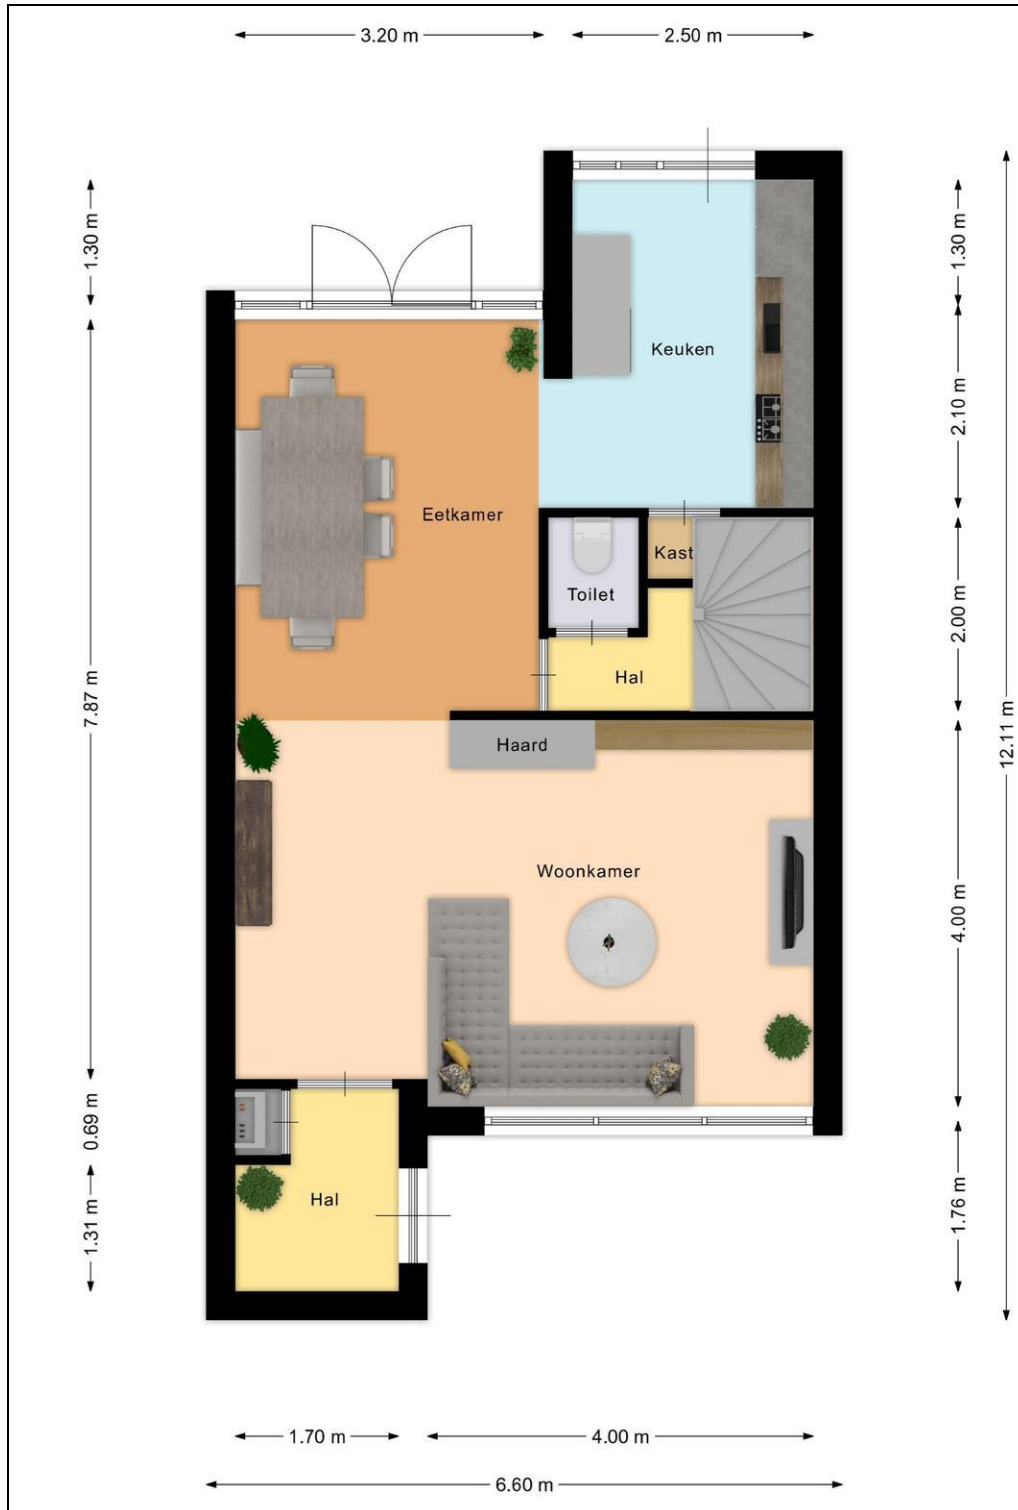 3.20 m
2.50 m
1.30 m
1.30 m
Keuken
2.10 m
Eetkamer
Kast
Toilet
2.00 m
Hal
7.87 m
12.11 m
Haard
Woonkamer
4.00 m
0.69 m
Hal
1.31 m
1.76 m
1.70 m
4.00 m
6.60 m